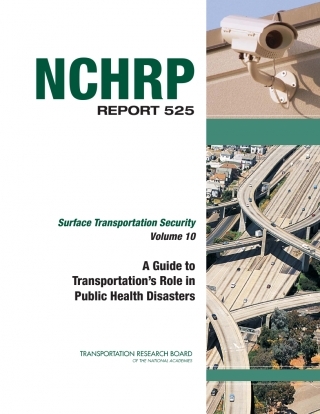 NCHRP
REPORT 525
Surface Transportation Security
Volume 10
A Guide to
Transportation's Role in
Public Health Disasters
TRANSPORTATION RESEARCH BOARD
OF THE NATIONAL ACADEMIES